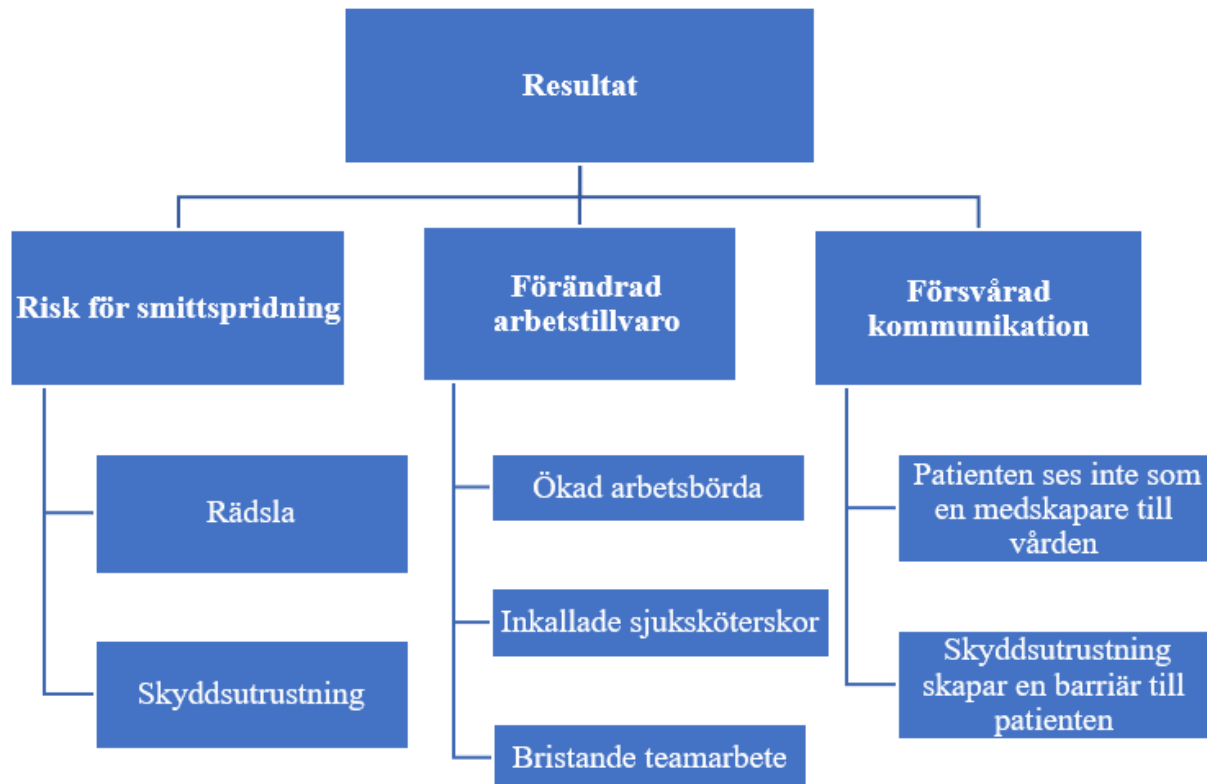 Resultat
Risk för smittspridning
Rädsla
Skyddsutrustning
Förändrad
arbetstillvaro
Ökad arbetsbörda
Inkallade sjuksköterskor
Bristande teamarbete
Försvårad
kommunikation
Patienten ses inte som
en medskapare till
vården
Skyddsutrustning
skapar en barriär till
patienten